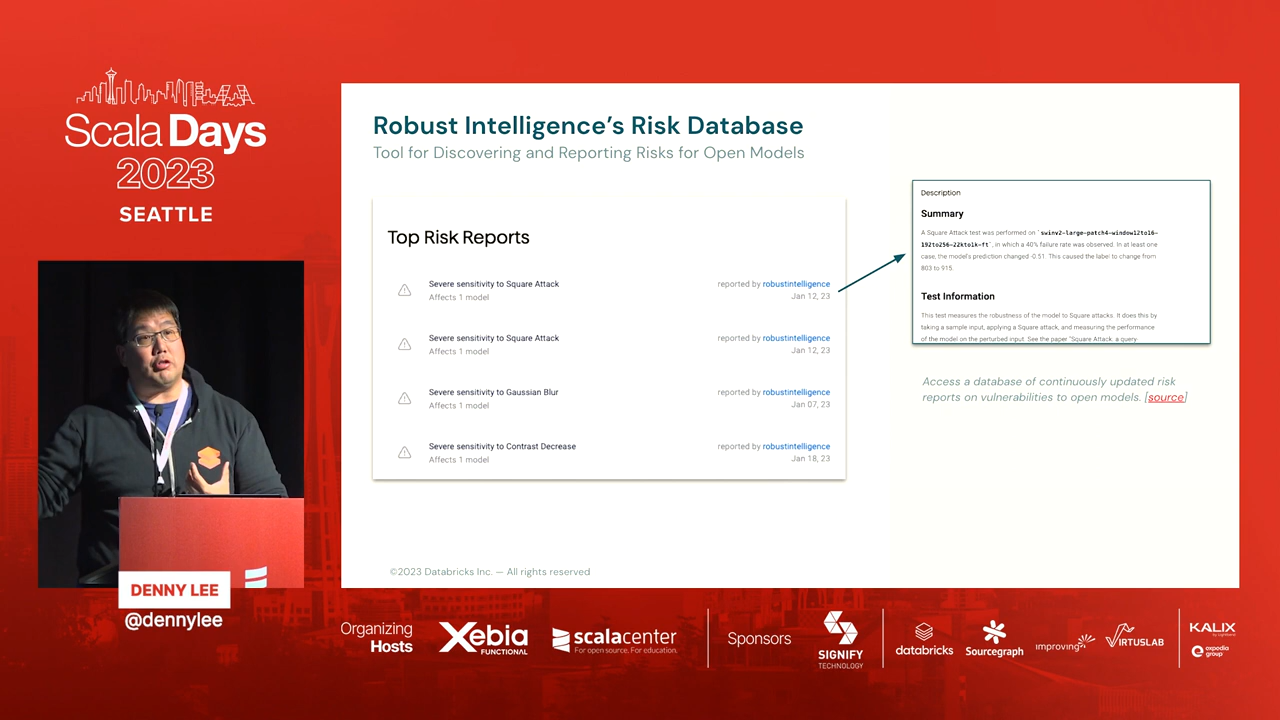 Scala Days
2023
SEATTLE
DENNY LEE
@dennylee
Robust Intelligence's Risk Database
Tool for Discovering and Reporting Risks for Open Models
Top Risk Reports
Severe sensitivity to Square Attack
Affects 1 model
reported by robustintelligence
Jan 12, 23
Severe sensitivity to Square Attack
Affects 1 model
reported by robustintelligence
Jan 12, 23
Severe sensitivity to Gaussian Blur
Affects 1 model
reported by robustintelligence
Jan 07, 23
Severe sensitivity to Contrast Decrease
Affects 1 model
reported by robustintelligence
Jan 18, 23
Description
Summary
A Square Attack test was performed on `swinv2-large-patch4-window12to16-
192to256-22kto1k-ft`, in which a 40% failure rate was observed. In at least one
case, the model's prediction changed -0.51. This caused the label to change from
803 to 915.
Test Information
This test measures the robustness of the model to Square attacks. It does this by
taking a sample input, applying a Square attack, and measuring the performance
of the model on the perturbed input. See the paper "Square Attack: a query
Access a database of continuously updated risk
reports on vulnerabilities to open models. [source]
©2023 Databricks Inc. — All rights reserved
Organizing
Hosts
Xebia
FUNCTIONAL
scalacenter
For open source. For education.
Sponsors
SIGNIFY
TECHNOLOGY
databricks
Sourcegraph
improving
VIRTUSLAB
KALIX
by Lightbend
expedia
group